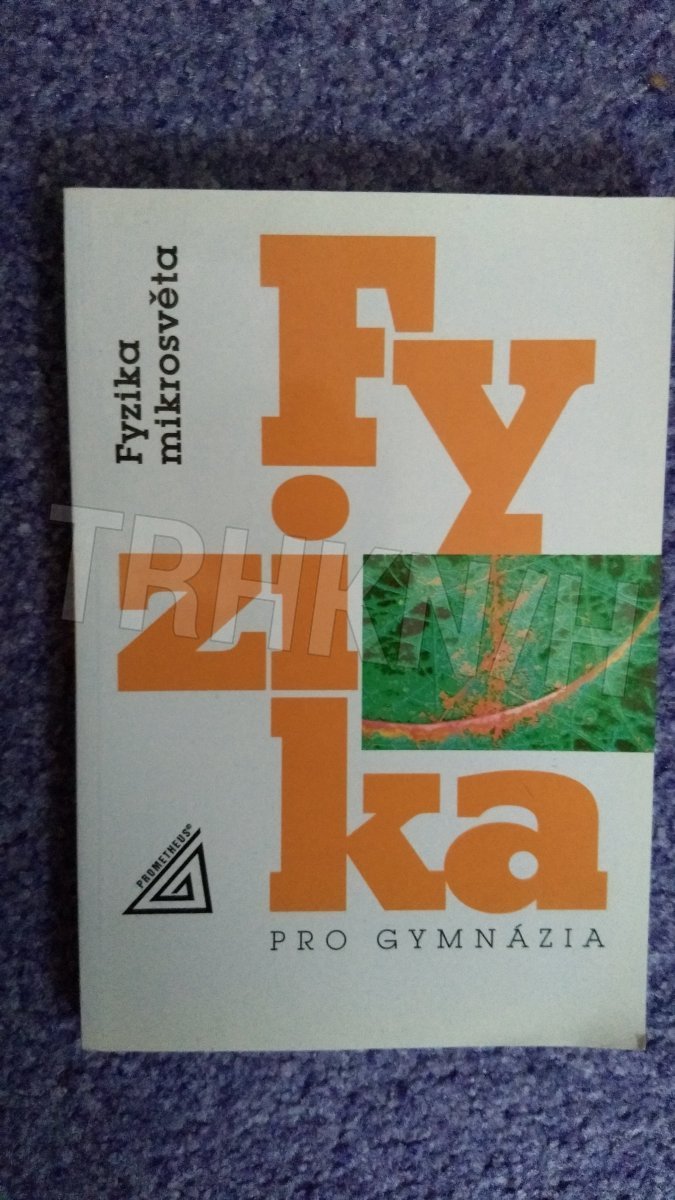 Fyzika
mikrosvěta
Fy
zi
ka
PRO GYMNÁZIA
PROMETHEUS®
TRHKNIH